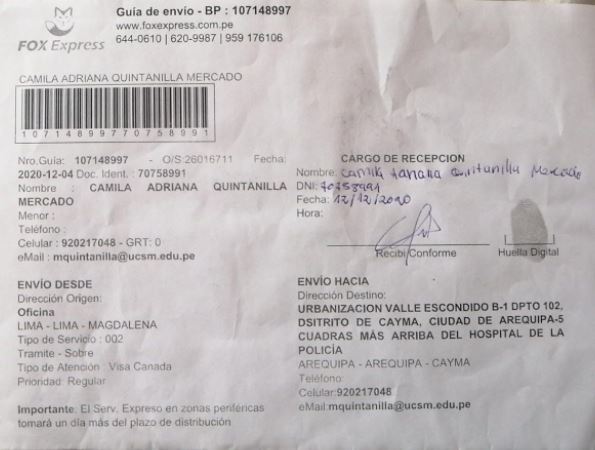 FOX Express
Guía de envío - BP : 107148997
www.foxexpress.com.pe
644-0610 | 620-9987 | 959 176106
CAMILA ADRIANA QUINTANILLA MERCADO
10714899770758991
Nro.Guía: 107148997 - O/S:26016711 Fecha:
2020-12-04 Doc. Ident. : 70758991
Nombre : CAMILA ADRIANA QUINTANILLA
MERCADO
Menor :
Teléfono :
Celular : 920217048 - GRT: 0
eMail : mquintanilla@ucsm.edu.pe
CARGO DE RECEPCION
Nombre: Camila Quintanilla Mercado
DNI: 70758991
Fecha: 12/12/2020
Hora:
Recibí Conforme
Huella Digital
ENVÍO DESDE
Dirección Origen:
Oficina
LIMA - LIMA - MAGDALENA
Tipo de Servicio : 002
Tramite - Sobre
Tipo de Atención : Visa Canada
Prioridad: Regular
Importante: El Serv. Expreso en zonas periféricas
tomará un día más del plazo de distribución
ENVÍO HACIA
Dirección Destino:
URBANIZACION VALLE ESCONDIDO B-1 DPTO 102,
DSITRITO DE CAYMA, CIUDAD DE AREQUIPA-5
CUADRAS MÁS ARRIBA DEL HOSPITAL DE LA
POLICÍA
AREQUIPA - AREQUIPA - CAYMA
Teléfono:
Celular:920217048
eMail:mquintanilla@ucsm.edu.pe